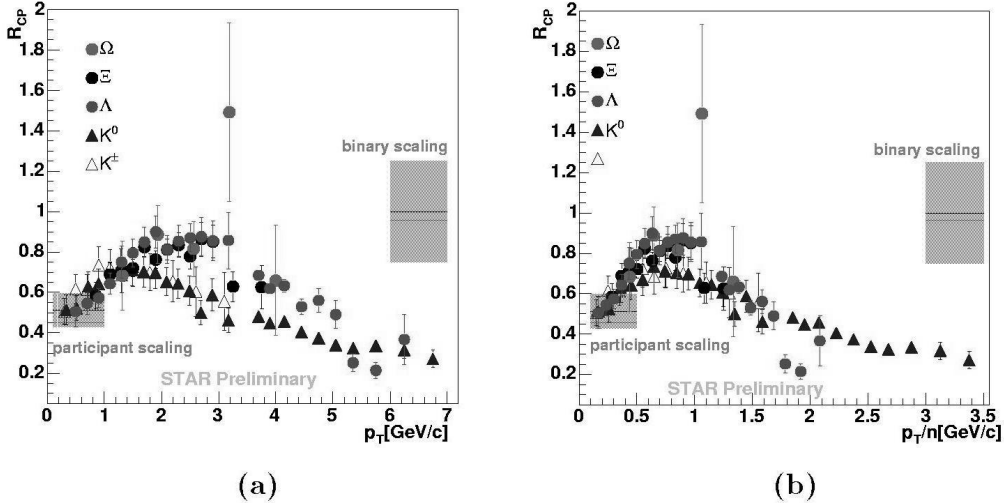 R_CP
2
1.8
1.6
1.4
1.2
1
0.8
0.6
0.4
0.2
Ω
Ξ
Λ
K⁰
K±
binary scaling
participant scaling
STAR Preliminary
0 1 2 3 4 5 6 7
p_T[GeV/c]
(a)
R_CP
2
1.8
1.6
1.4
1.2
1
0.8
0.6
0.4
0.2
Ω
Ξ
Λ
K⁰
binary scaling
participant scaling
STAR Preliminary
0 0.5 1 1.5 2 2.5 3 3.5
p_T/n[GeV/c]
(b)